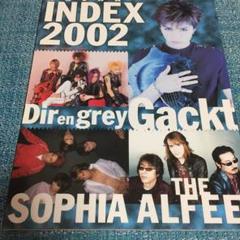 INDEX
2002
Dir en grey
Gackt
THE
SOPHIA ALFEE